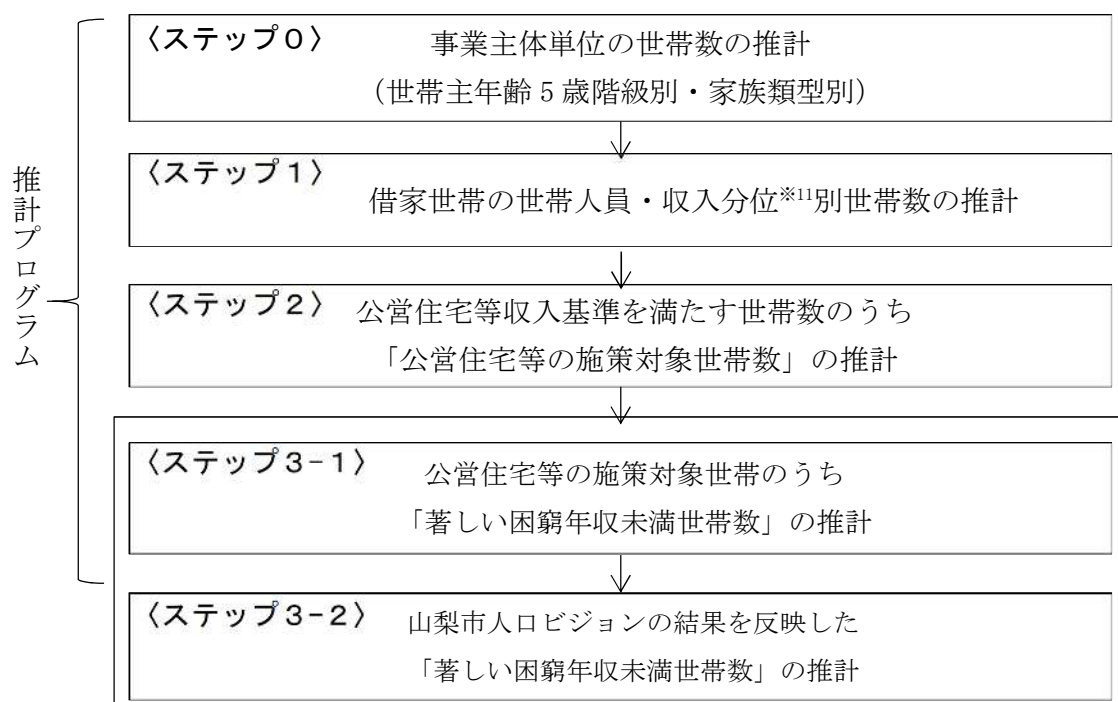 〈ステップ0〉 事業主体単位の世帯数の推計
(世帯主年齢5歳階級別・家族類型別)
〈ステップ1〉
借家世帯の世帯人員・収入分位※11別世帯数の推計
推計プログラム
〈ステップ2〉 公営住宅等収入基準を満たす世帯数のうち
「公営住宅等の施策対象世帯数」の推計
〈ステップ3-1〉 公営住宅等の施策対象世帯のうち
「著しい困窮年収未満世帯数」の推計
〈ステップ3-2〉 山梨市人口ビジョンの結果を反映した
「著しい困窮年収未満世帯数」の推計